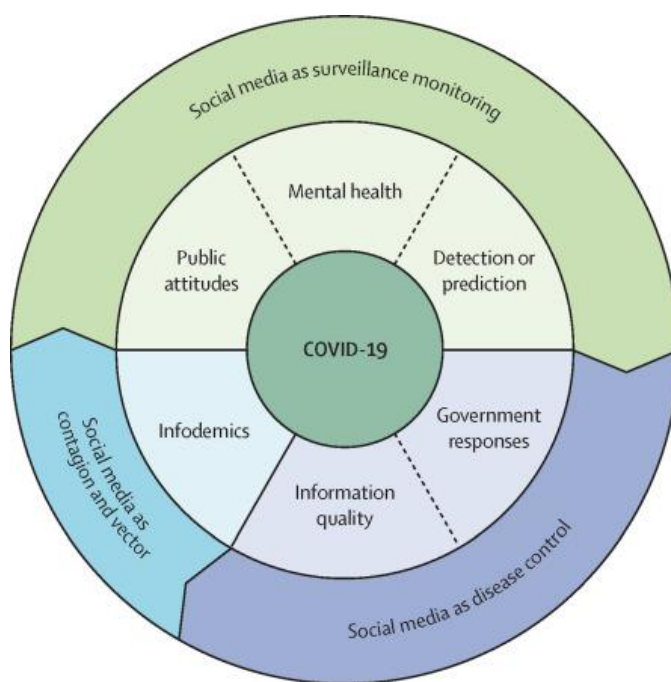 Social media as surveillance monitoring
Mental health
Public
attitudes
Detection or
prediction
COVID-19
Infodemics
Government
responses
Information
quality
Social media as
contagion and vector
Social media as disease control